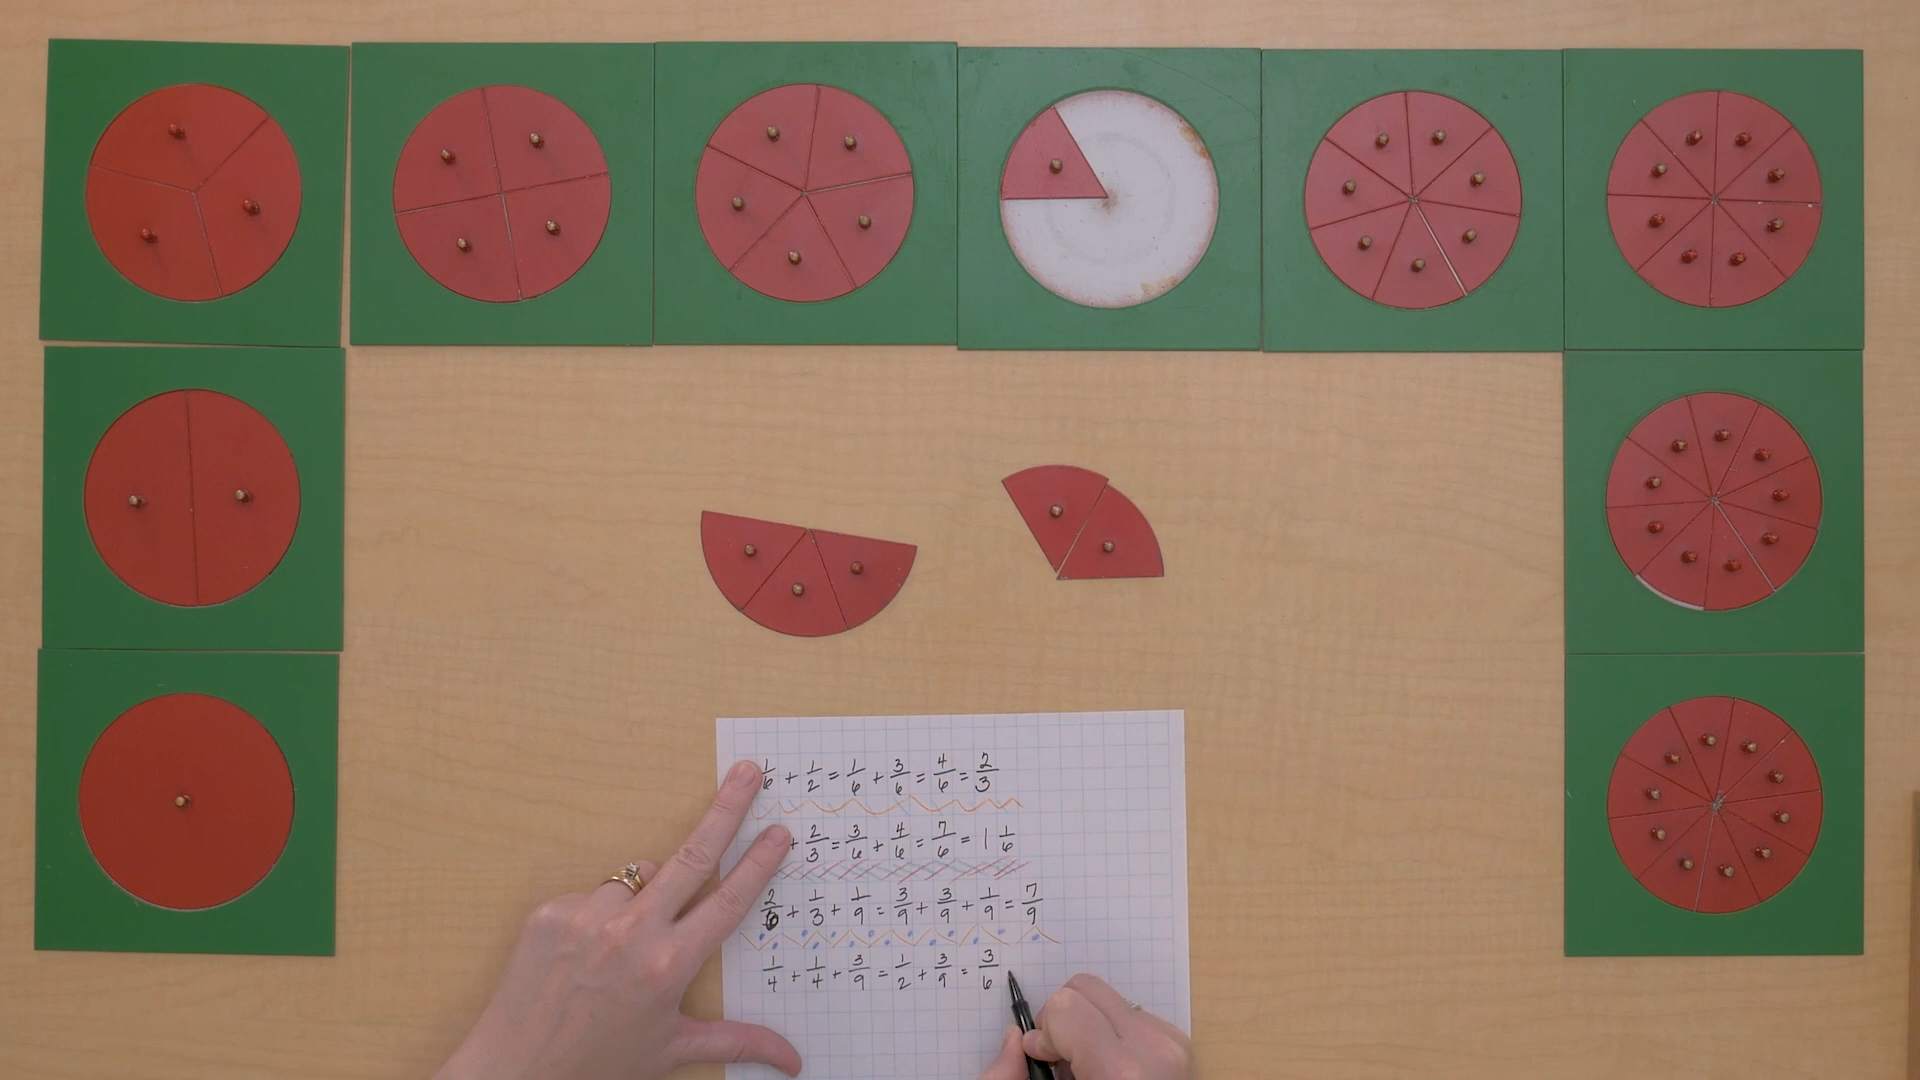 1/6 + 1/2 = 1/6 + 3/6 = 4/6 = 2/3
+ 2/3 = 3/6 + 4/6 = 7/6 = 1 1/6
2/6 + 1/3 + 1/9 = 3/9 + 3/9 + 1/9 = 7/9
1/4 + 1/4 + 3/9 = 1/2 + 3/9 = 3/6